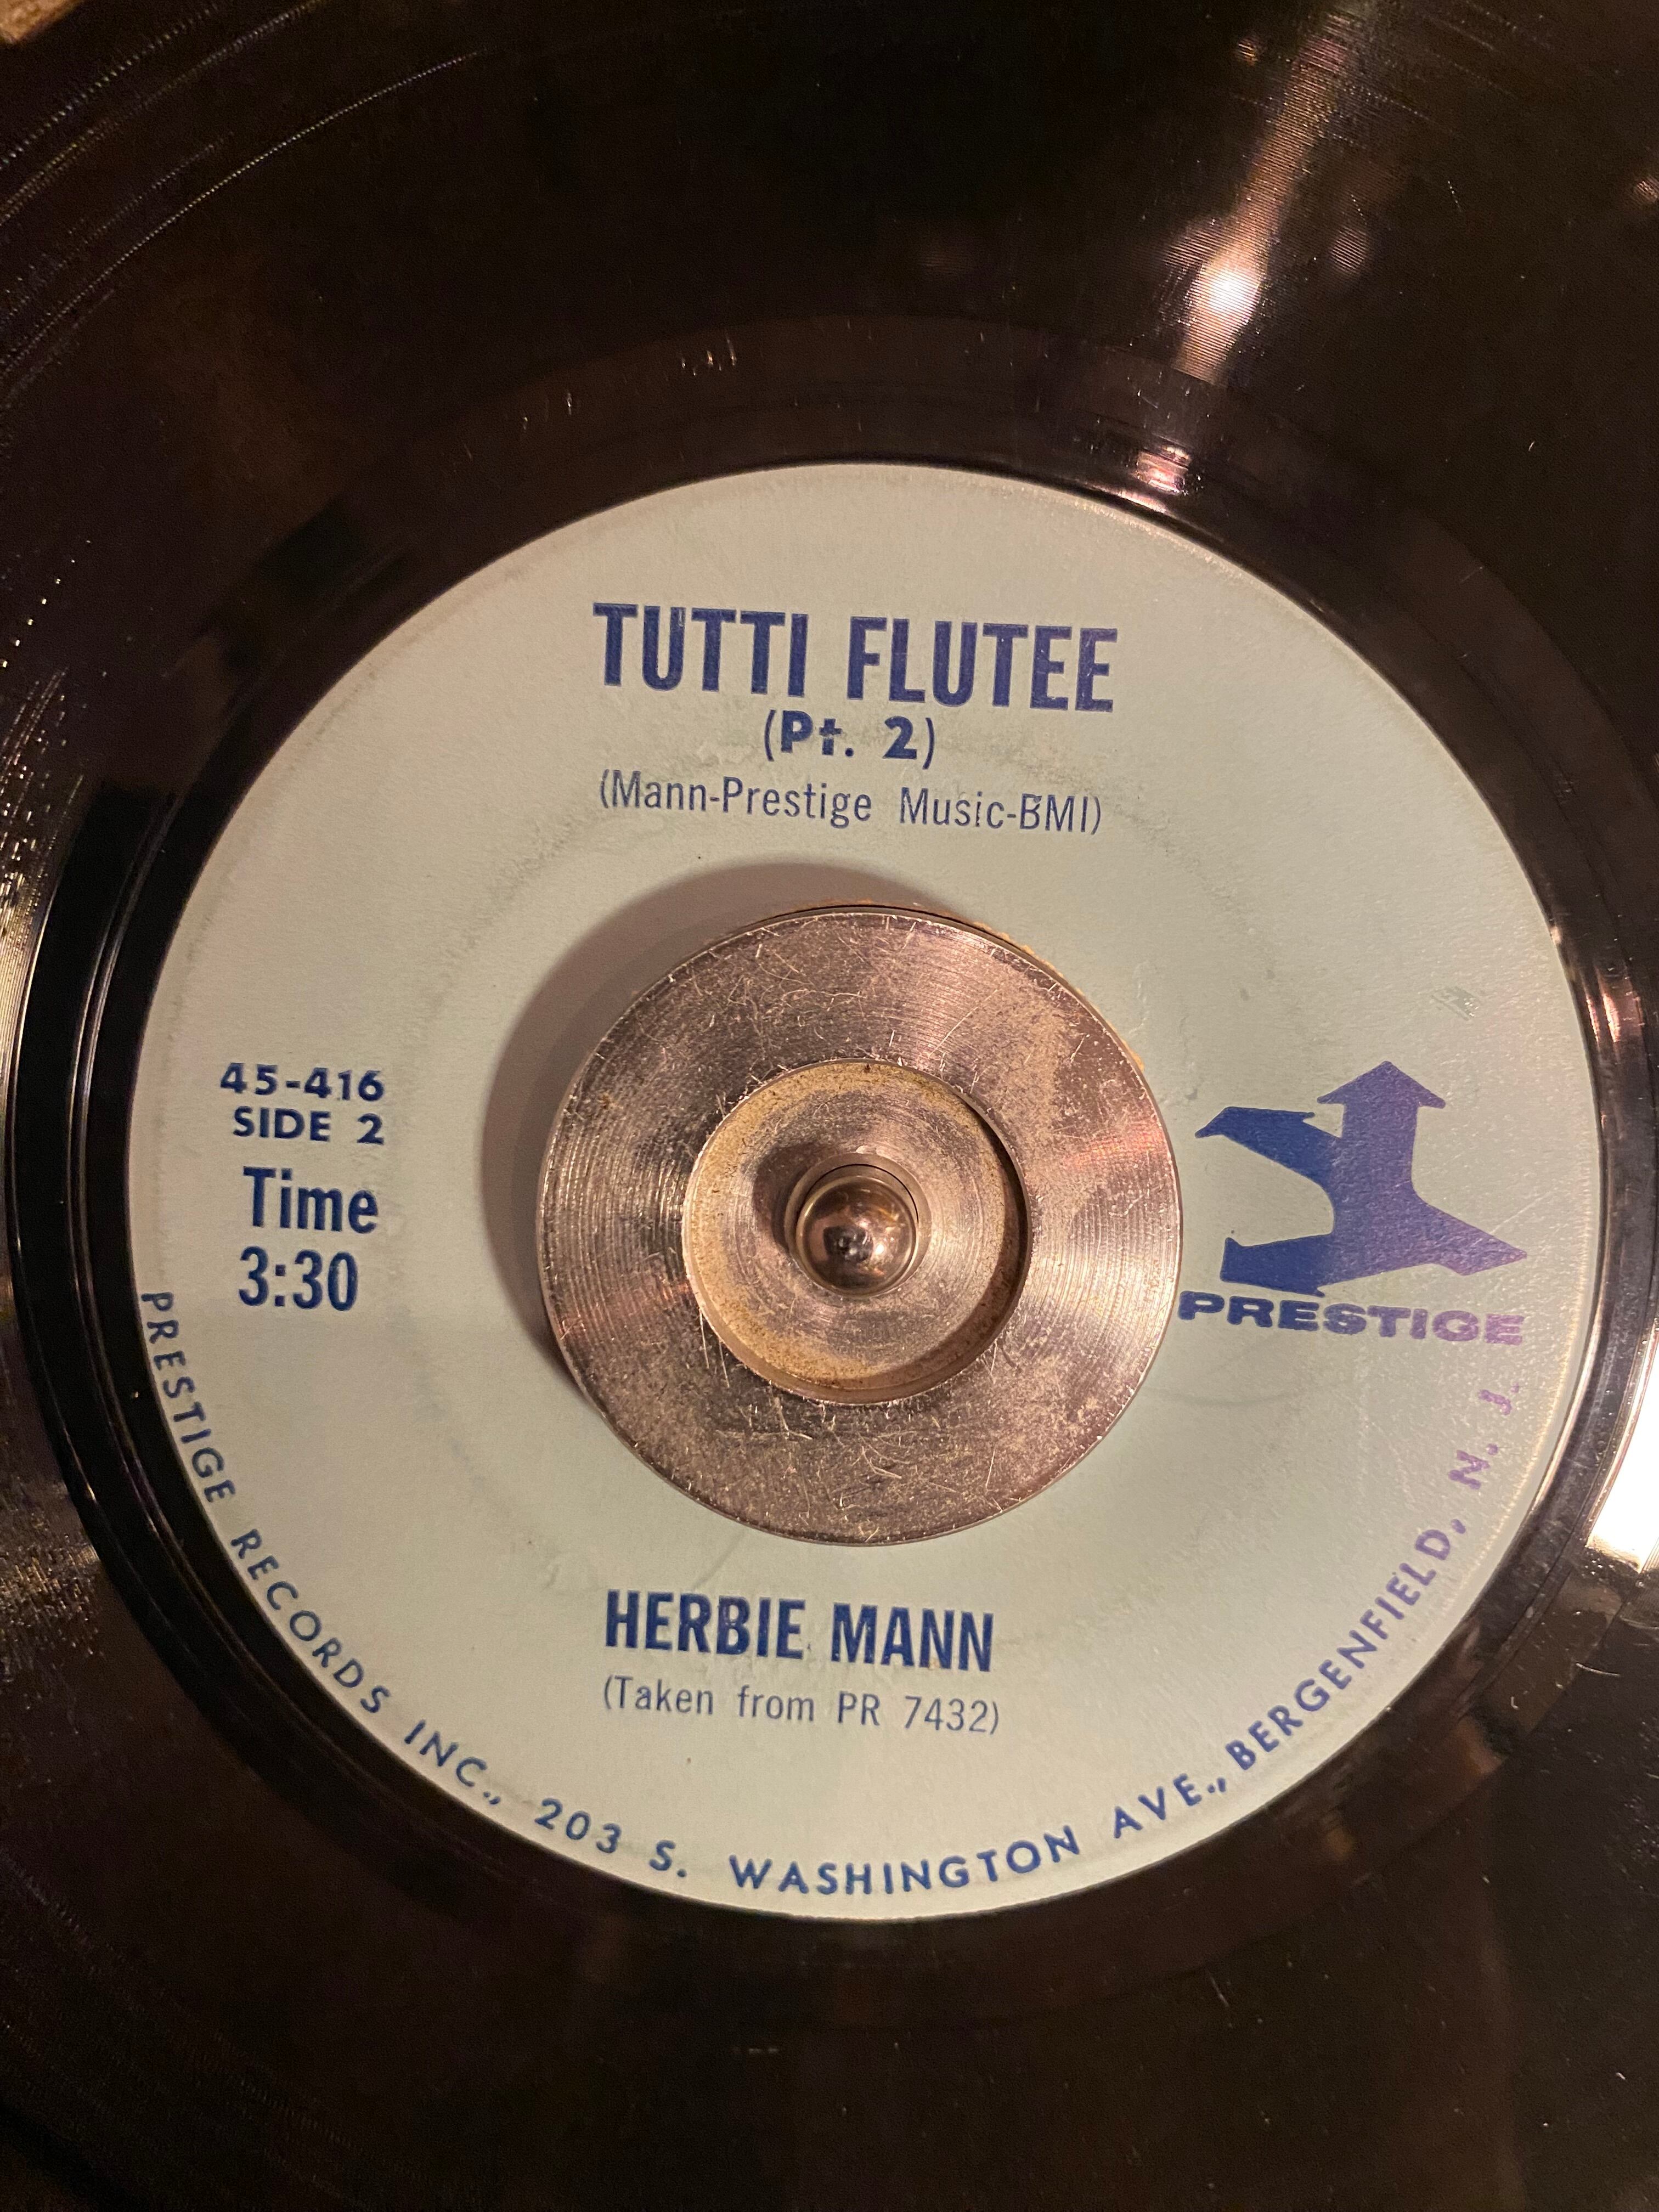 TUTTI FLUTEE
(Pt. 2)
(Mann-Prestige Music-BMI)
45-416
SIDE 2
Time
3:30
PRESTIGE
HERBIE MANN
(Taken from PR 7432)
PRESTIGE RECORDS INC., 203 S. WASHINGTON AVE., BERGENFIELD, N. J.